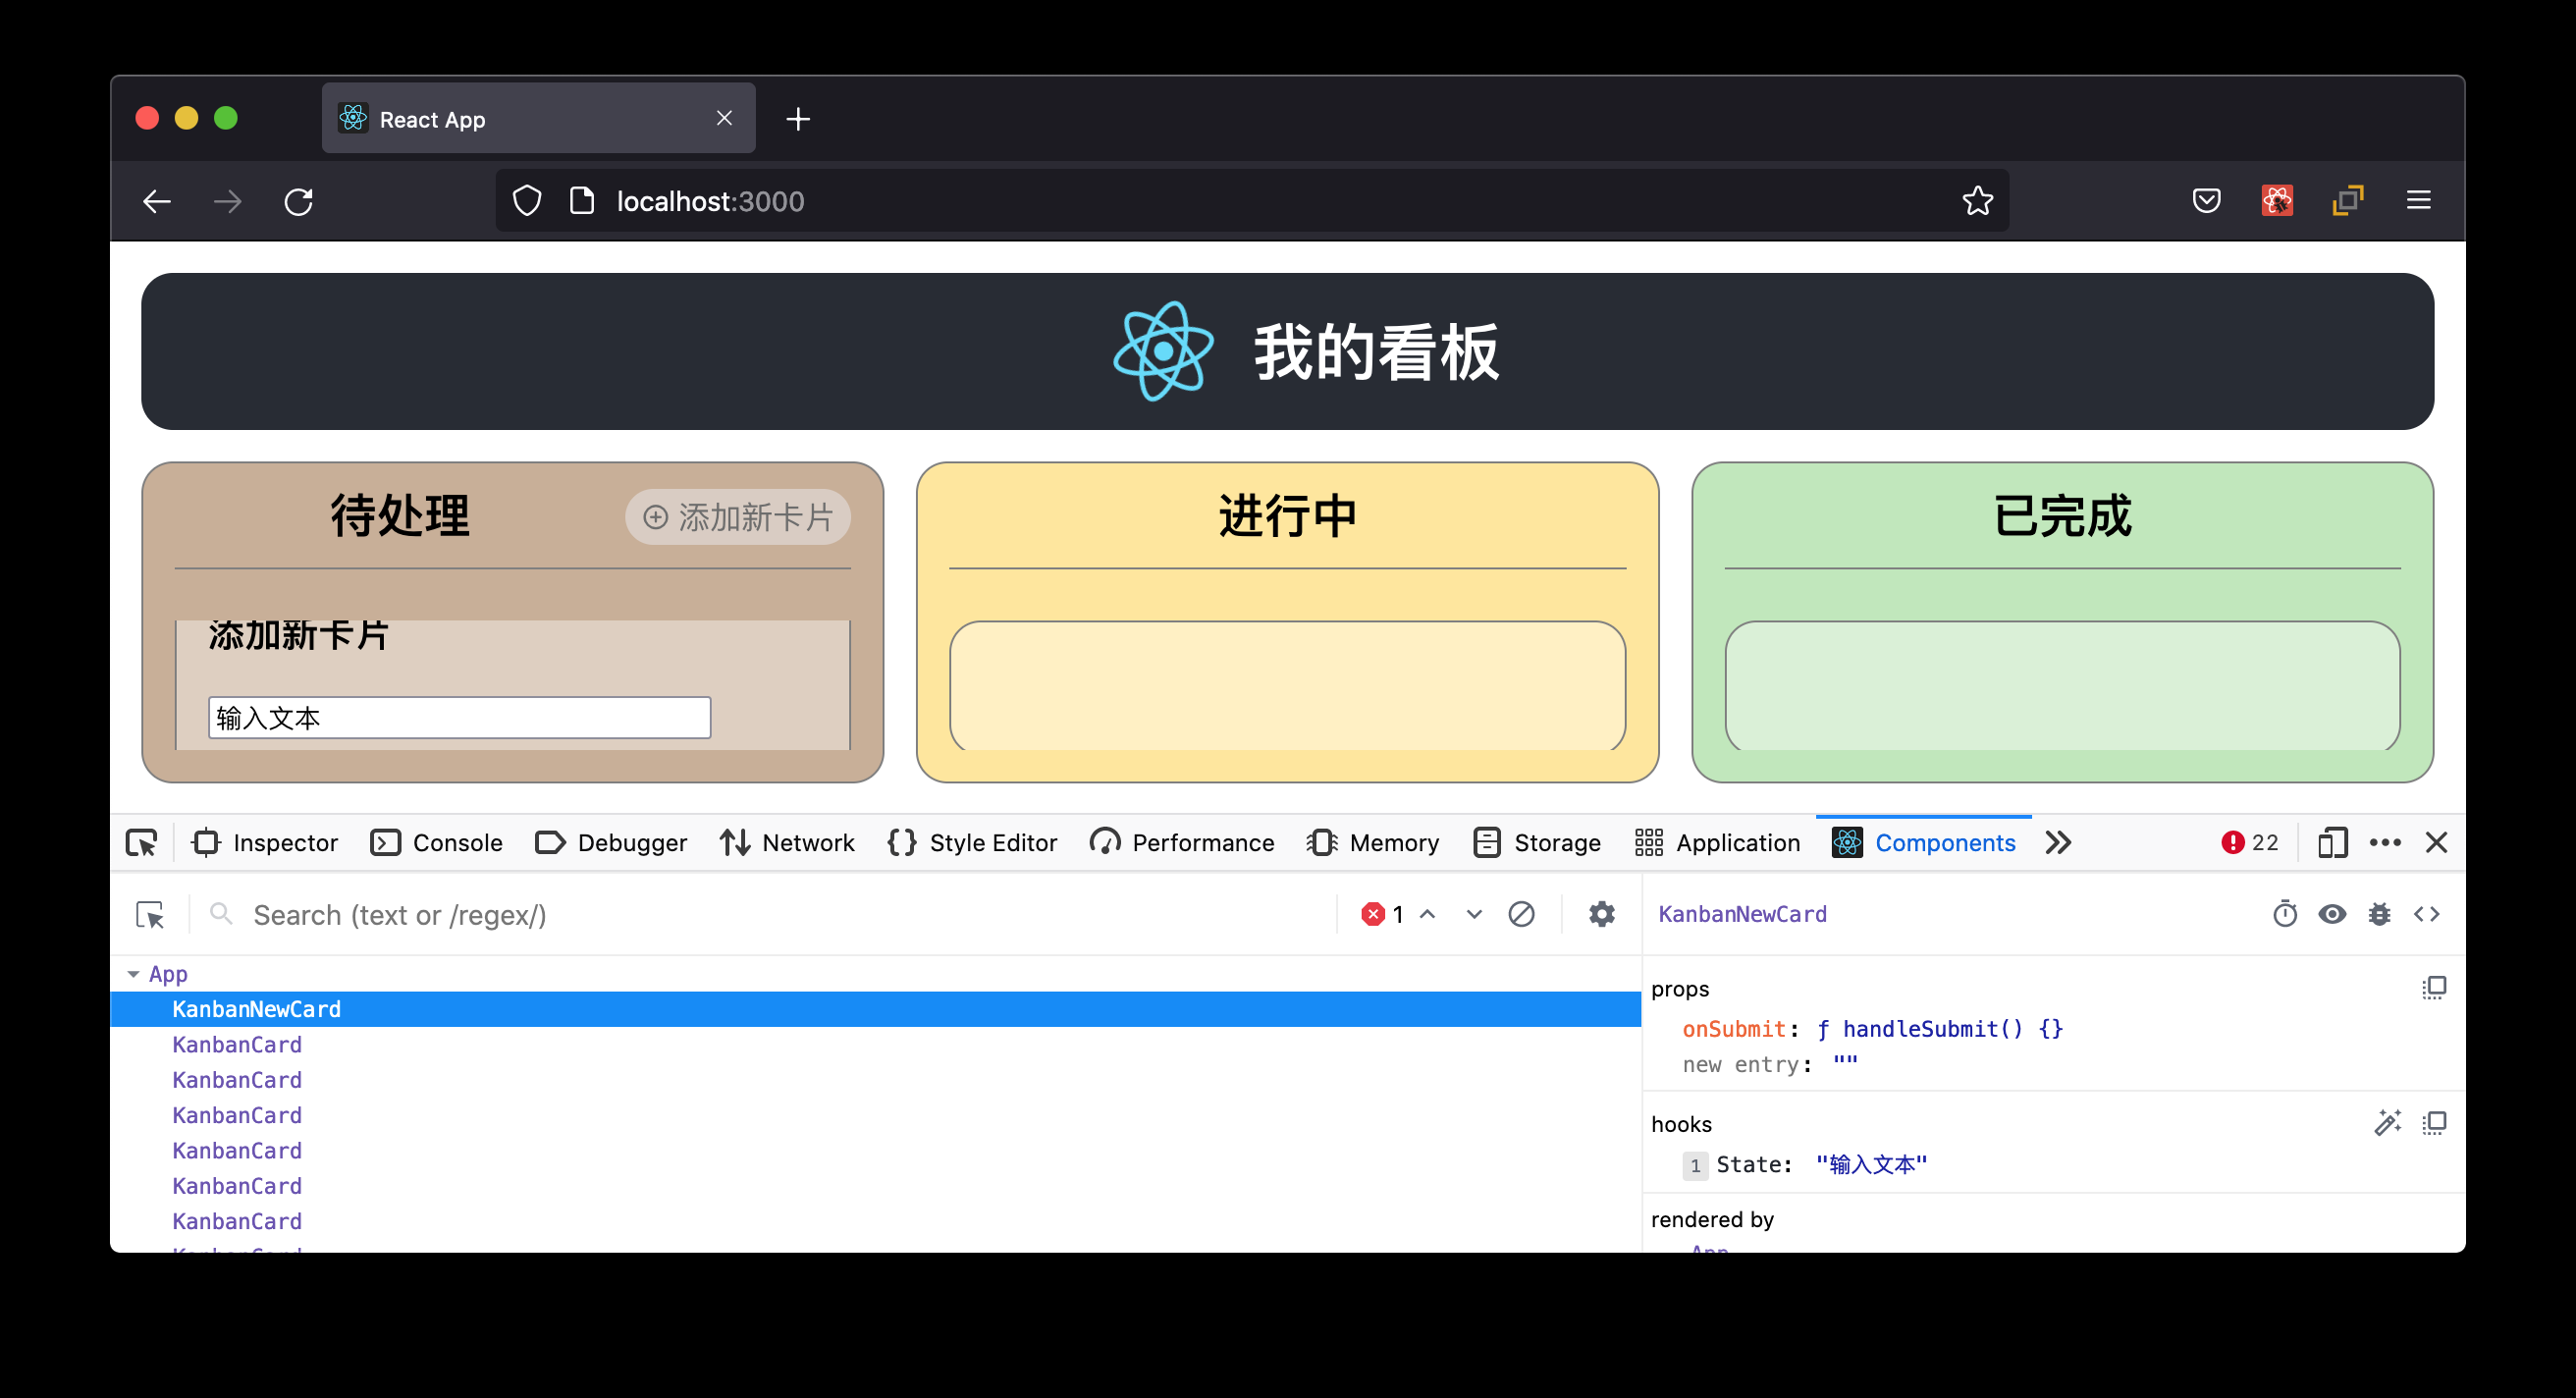 React App
localhost:3000
我的看板
待处理
添加新卡片
进行中
已完成
添加新卡片
输入文本
Inspector Console Debugger Network Style Editor Performance Memory Storage Application Components 22
Search (text or /regex/) 1
KanbanNewCard
App
KanbanNewCard
KanbanCard
KanbanCard
KanbanCard
KanbanCard
KanbanCard
KanbanCard
KanbanCard
props
onSubmit: ƒ handleSubmit() {}
new entry: ""
hooks
1 State: "输入文本"
rendered by
App